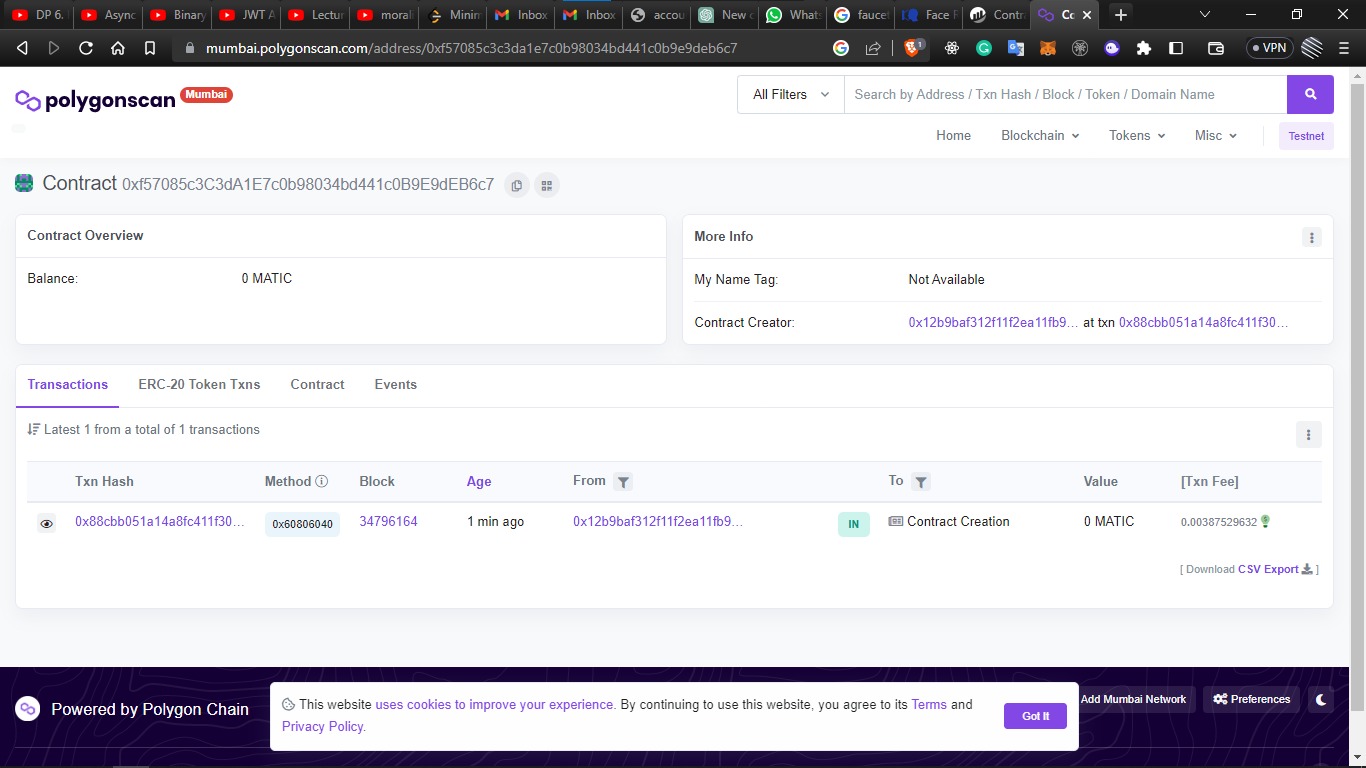 DP 6.
Async
Binary
JWT A
Lectur
morali
Minin
Inbox
Inbox
accou
New c
Whats
faucet
Face F
Contr
Co
mumbai.polygonscan.com/address/0xf57085c3c3da1e7c0b98034bd441c0b9e9deb6c7
1
VPN
polygonscan Mumbai
All Filters
Search by Address / Txn Hash / Block / Token / Domain Name
Home Blockchain Tokens Misc Testnet
Contract 0xf57085c3C3dA1E7c0b98034bd441c0B9E9dEB6c7
Contract Overview
Balance: 0 MATIC
More Info
My Name Tag: Not Available
Contract Creator: 0x12b9baf312f11f2ea11fb9... at txn 0x88cbb051a14a8fc411f30...
Transactions ERC-20 Token Txns Contract Events
Latest 1 from a total of 1 transactions
Txn Hash Method Block Age From To Value [Txn Fee]
0x88cbb051a14a8fc411f30... 0x60806040 34796164 1 min ago 0x12b9baf312f11f2ea11fb9... IN Contract Creation 0 MATIC 0.00387529632
[ Download CSV Export ]
Powered by Polygon Chain
This website uses cookies to improve your experience. By continuing to use this website, you agree to its Terms and
Privacy Policy.
Got It
Add Mumbai Network
Preferences